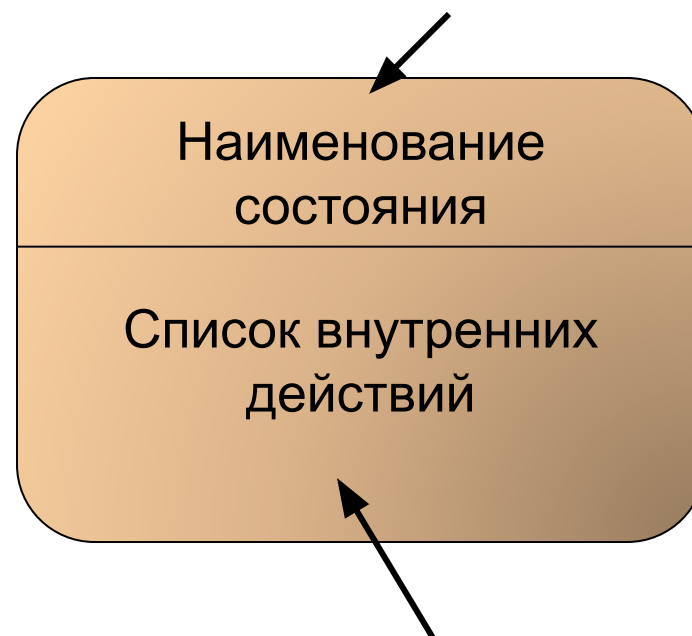 Наименование
состояния
Список внутренних
действий